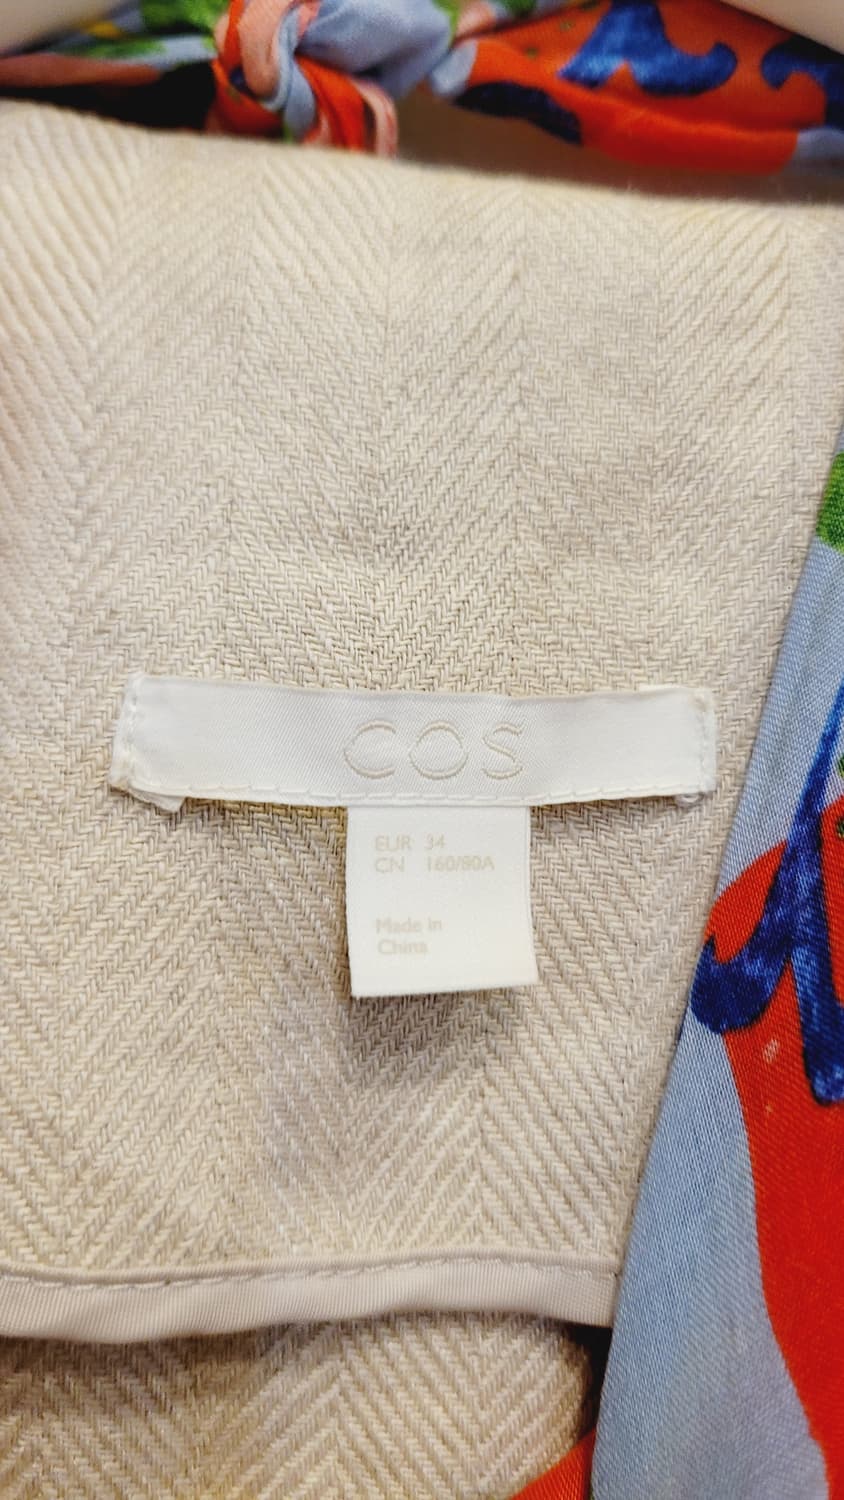 COS
EUR 34
CN 160/80A
Made in
China